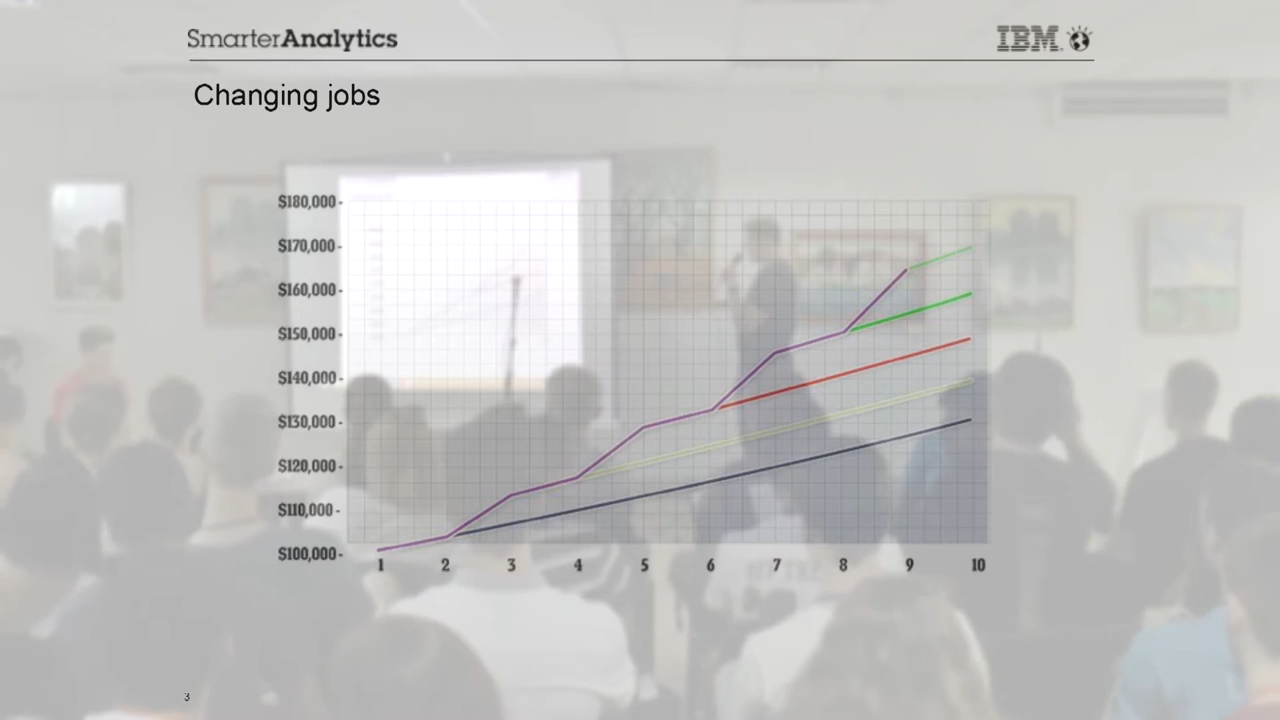 SmarterAnalytics
IBM
Changing jobs
$180,000
$170,000
$160,000
$150,000
$140,000
$130,000
$120,000
$110,000
$100,000
1 2 3 4 5 6 7 8 9 10
3